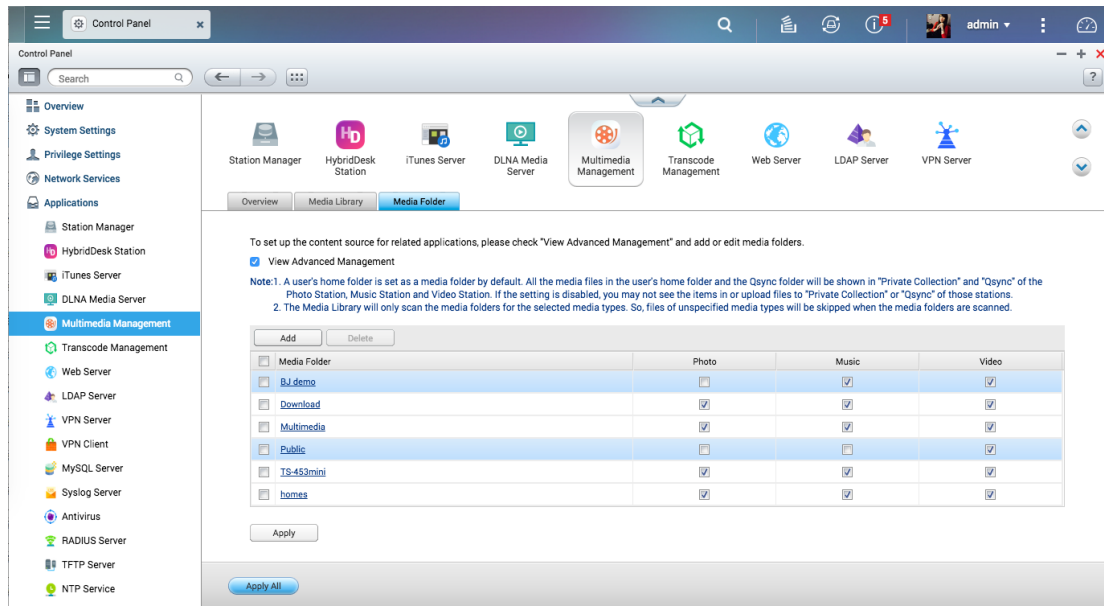 Control Panel
5
admin
Control Panel
Search
?
Overview
System Settings
Privilege Settings
Network Services
Applications
Station Manager
HybridDesk Station
iTunes Server
DLNA Media Server
Multimedia Management
Transcode Management
Web Server
LDAP Server
VPN Server
VPN Client
MySQL Server
Syslog Server
Antivirus
RADIUS Server
TFTP Server
NTP Service
Station Manager
HD
HybridDesk
Station
iTunes Server
DLNA Media
Server
Multimedia
Management
Transcode
Management
Web Server
LDAP Server
VPN Server
Overview
Media Library
Media Folder
To set up the content source for related applications, please check "View Advanced Management" and add or edit media folders.
View Advanced Management
Note:1. A user's home folder is set as a media folder by default. All the media files in the user's home folder and the Qsync folder will be shown in "Private Collection" and "Qsync" of the
Photo Station, Music Station and Video Station. If the setting is disabled, you may not see the items in or upload files to "Private Collection" or "Qsync" of those stations.
2. The Media Library will only scan the media folders for the selected media types. So, files of unspecified media types will be skipped when the media folders are scanned.
Add Delete
Media Folder Photo Music Video
BJ demo
Download
Multimedia
Public
TS-453mini
homes
Apply
Apply All